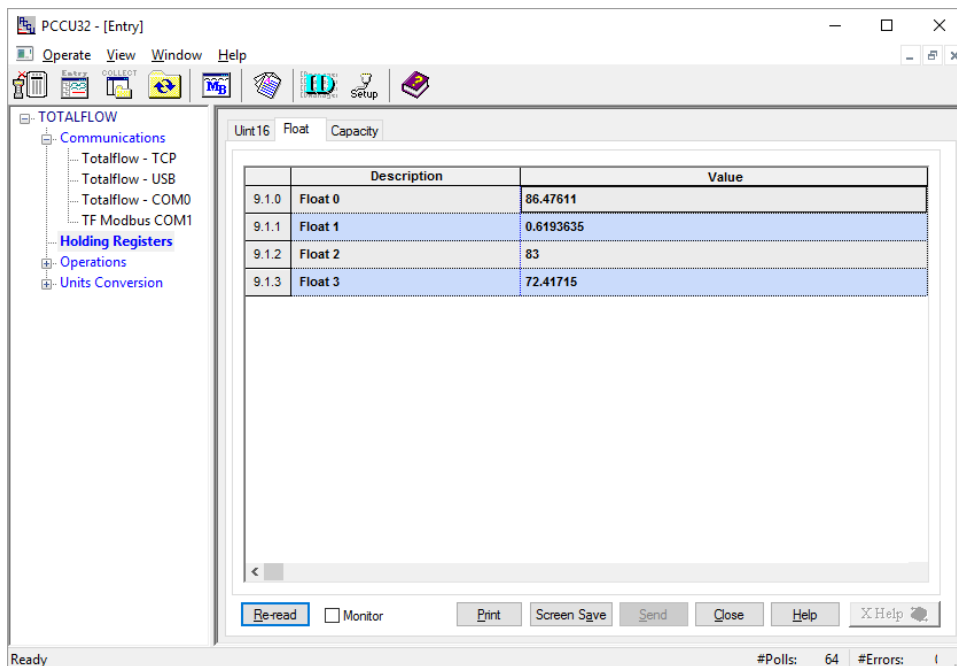 PCCU32 - [Entry]
Operate View Window Help
Entry COLLECT MB ID Manager Setup
TOTALFLOW
Communications
Totalflow - TCP
Totalflow - USB
Totalflow - COM0
TF Modbus COM1
Holding Registers
Operations
Units Conversion
Uint16 Float Capacity
Description Value
9.1.0 Float 0 86.47611
9.1.1 Float 1 0.6193635
9.1.2 Float 2 83
9.1.3 Float 3 72.41715
Re-read Monitor Print Screen Save Send Close Help X Help
Ready #Polls: 64 #Errors: